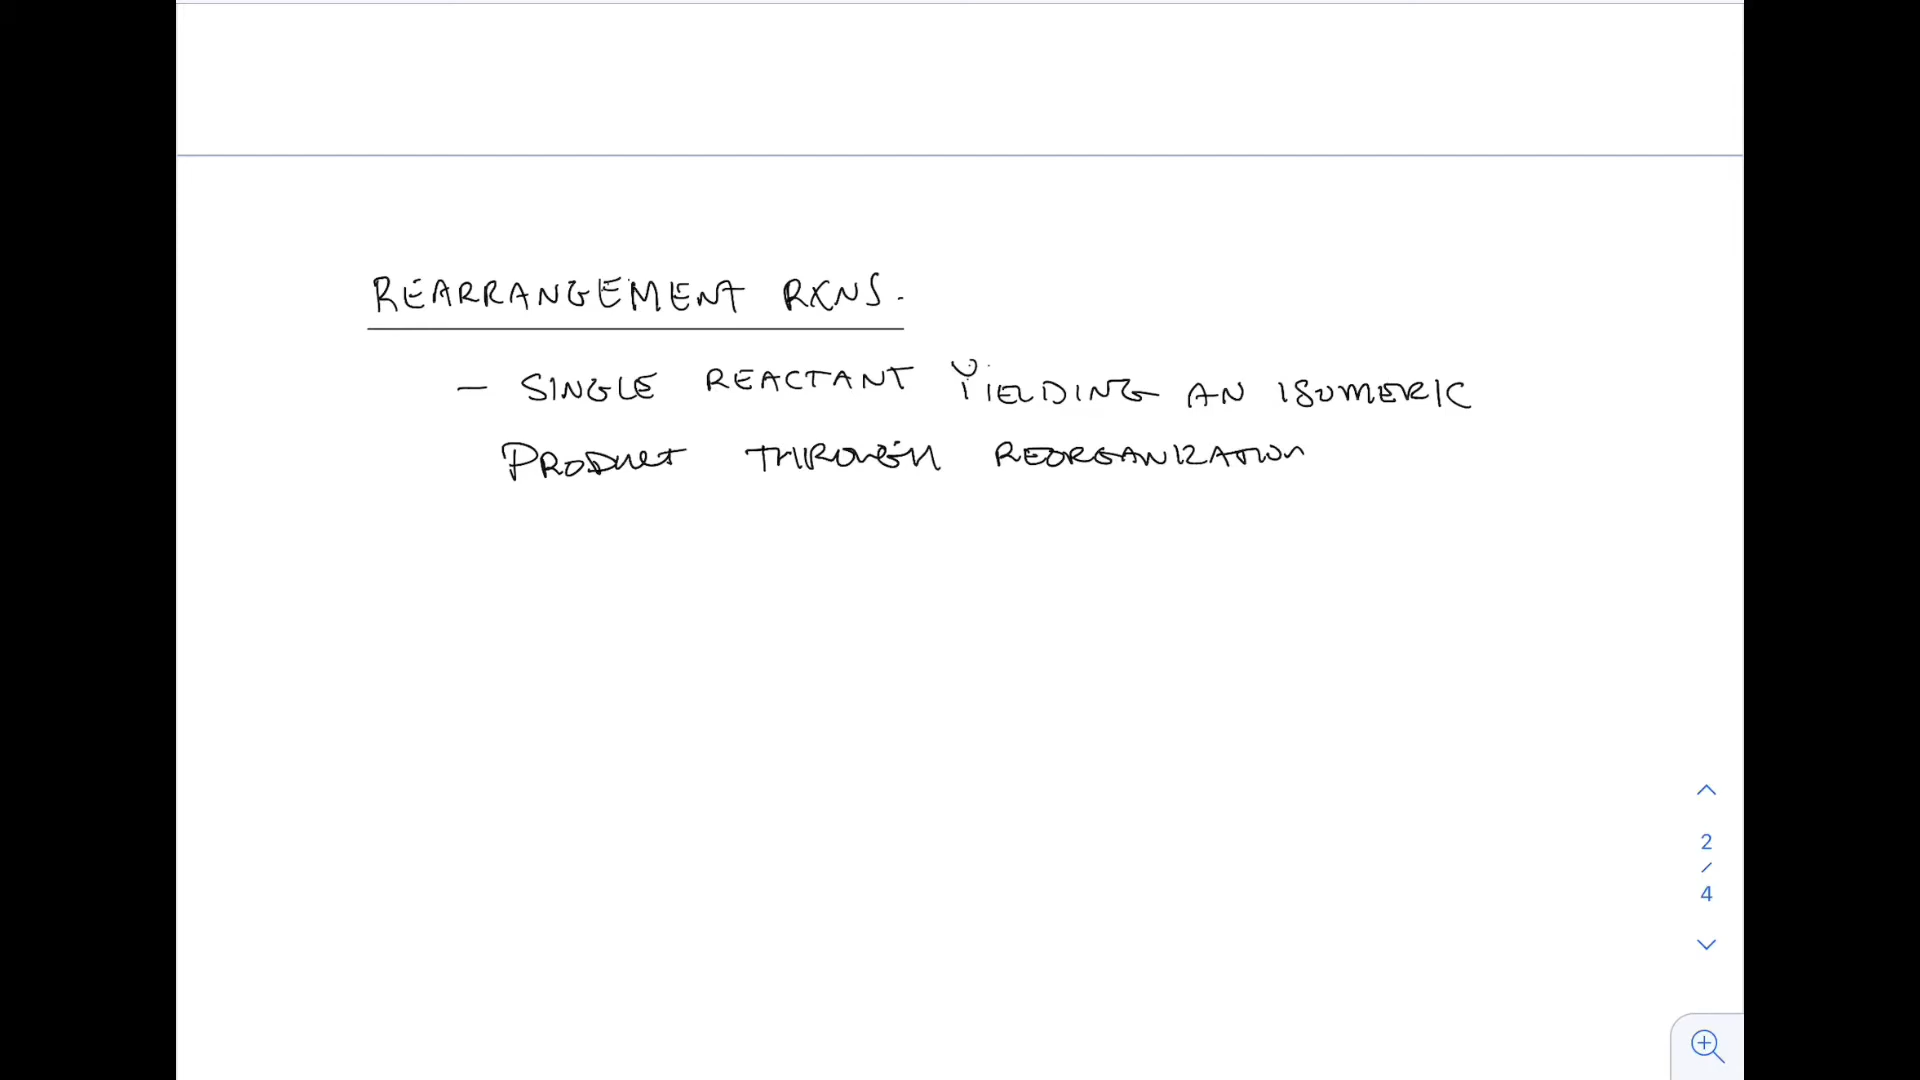 REARRANGEMENT RXNS.
- SINGLE REACTANT YIELDING AN ISOMERIC
PRODUCT THROUGH REORGANIZATION
2
/
4